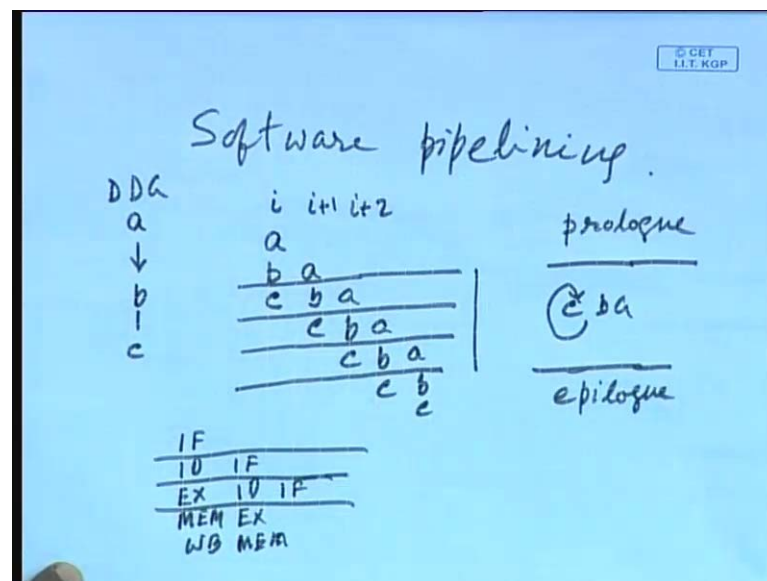 © CET
I.I.T. KGP
Software pipelining.
DDG
a
b
c
i i+1 i+2
a
b a
c b a
c b a
c b a
c b
c
prologue
c b a
epilogue
IF
ID IF
EX ID IF
MEM EX
WB MEM